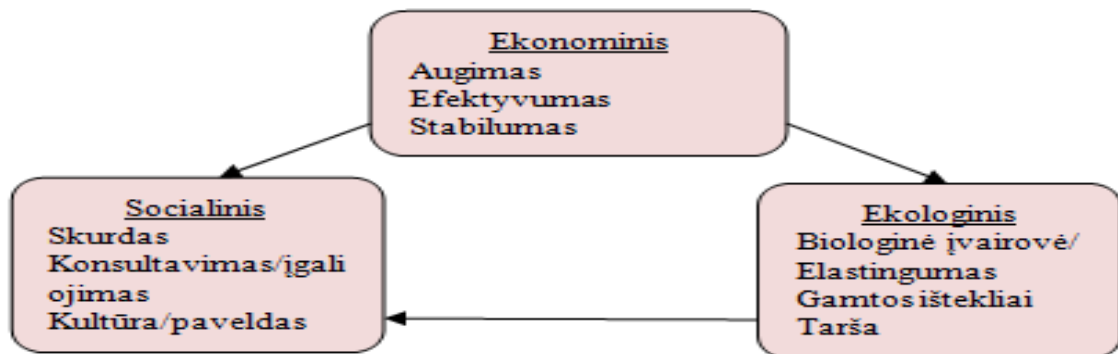 Ekonominis
Augimas
Efektyvumas
Stabilumas
Socialinis
Skurdas
Konsultavimas/įgali
ojimas
Kultūra/paveldas
Ekologinis
Biologinė įvairovė/
Elastingumas
Gamtos ištekliai
Tarša